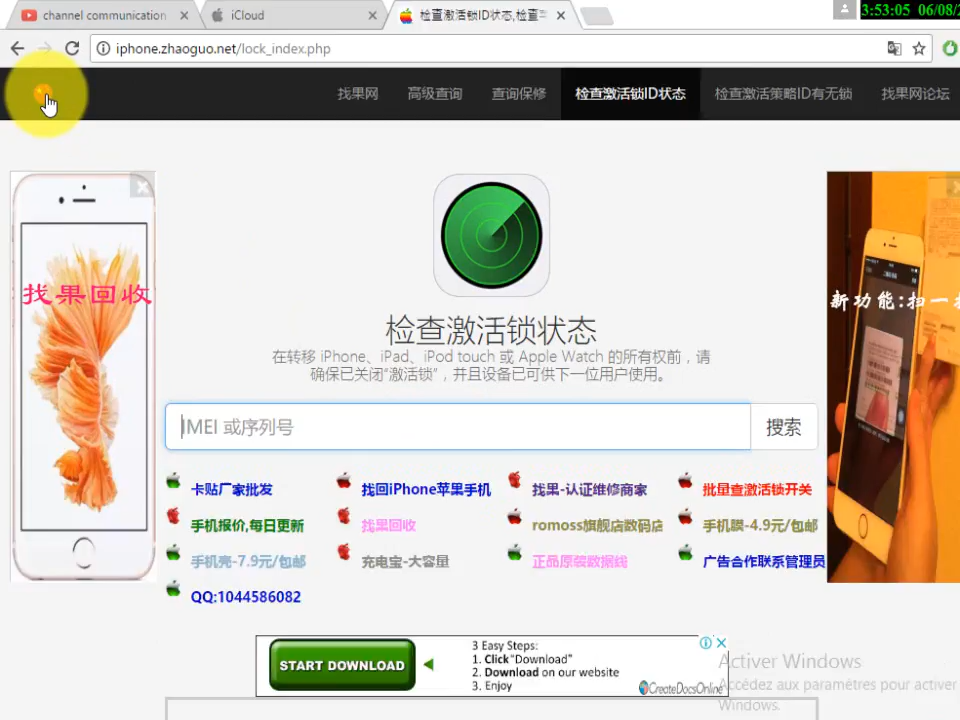 channel communication
iCloud
检查激活锁ID状态,检查
3:53:05 06/08/
iphone.zhaoguo.net/lock_index.php
找果网
高级查询
查询保修
检查激活锁ID状态
检查激活策略ID有无锁
找果网论坛
找果回收
新功能:扫一
检查激活锁状态
在转移 iPhone、iPad、iPod touch 或 Apple Watch 的所有权前，请
确保已关闭“激活锁”，并且设备已可供下一位用户使用。
IMEI 或序列号
搜索
卡贴厂家批发
找回iPhone苹果手机
找果-认证维修商家
批量查激活锁开关
手机报价,每日更新
找果回收
romoss旗舰店数码店
手机膜-4.9元/包邮
手机壳-7.9元/包邮
充电宝-大容量
正品原装数据线
广告合作联系管理员
QQ:1044586082
START DOWNLOAD
3 Easy Steps:
1. Click "Download"
2. Download on our website
3. Enjoy
CreateDocsOnline
Activer Windows
Accédez aux paramètres pour activer
Windows.